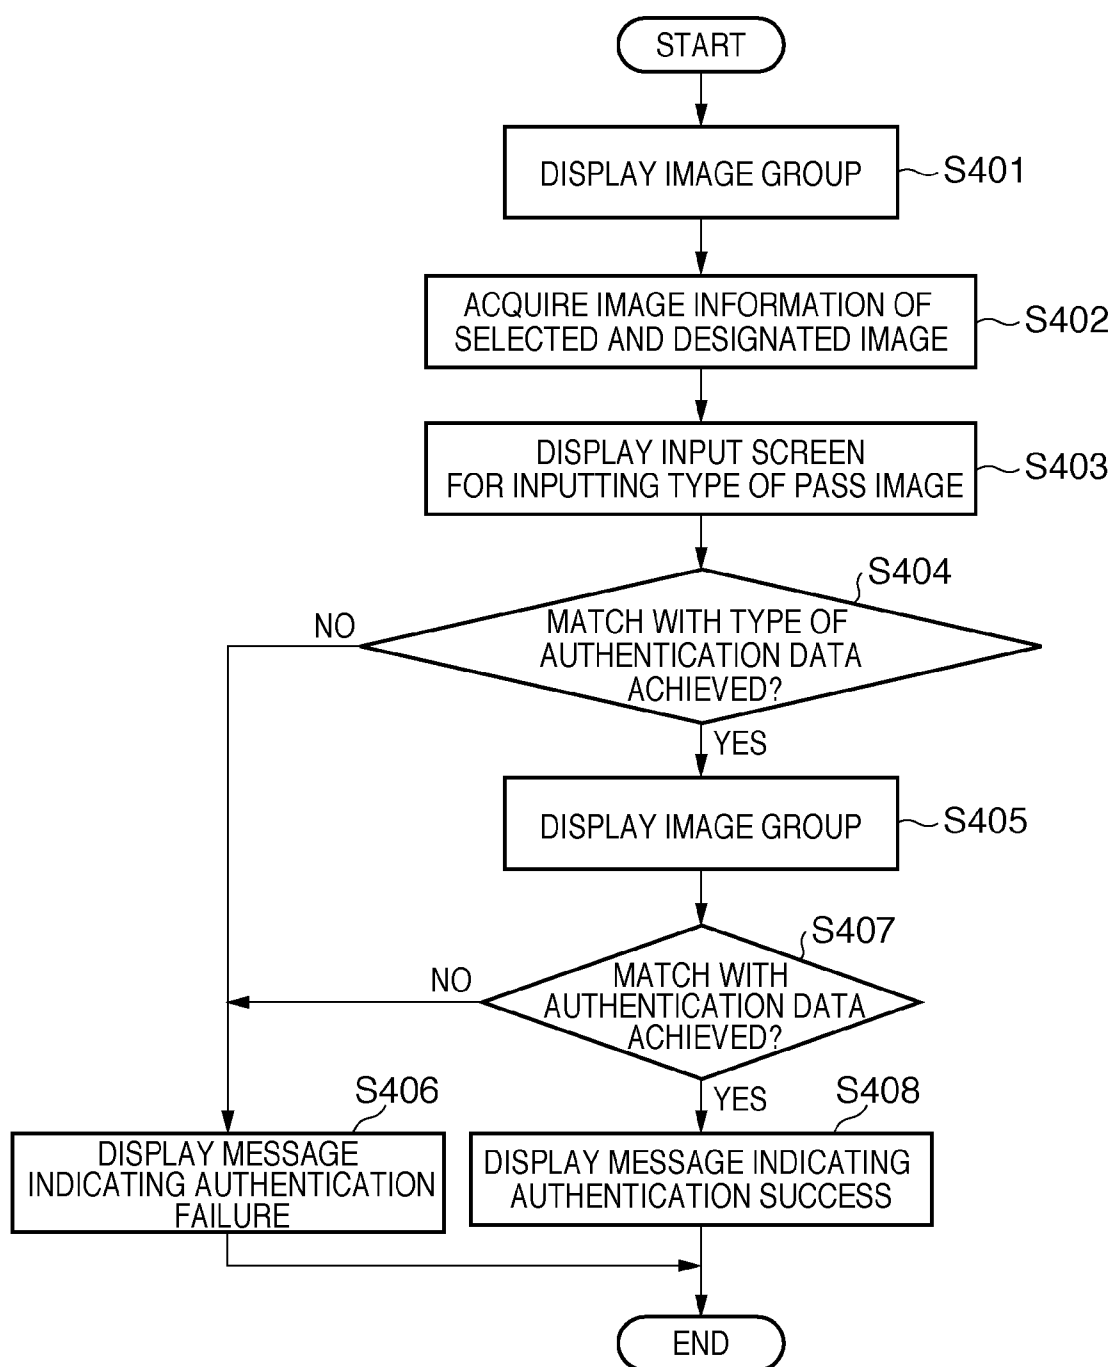 START
DISPLAY IMAGE GROUP
S401
ACQUIRE IMAGE INFORMATION OF
SELECTED AND DESIGNATED IMAGE
S402
DISPLAY INPUT SCREEN
FOR INPUTTING TYPE OF PASS IMAGE
S403
S404
NO
MATCH WITH TYPE OF
AUTHENTICATION DATA
ACHIEVED?
YES
DISPLAY IMAGE GROUP
S405
S407
NO
MATCH WITH
AUTHENTICATION DATA
ACHIEVED?
YES
S406
DISPLAY MESSAGE
INDICATING AUTHENTICATION
FAILURE
S408
DISPLAY MESSAGE INDICATING
AUTHENTICATION SUCCESS
END